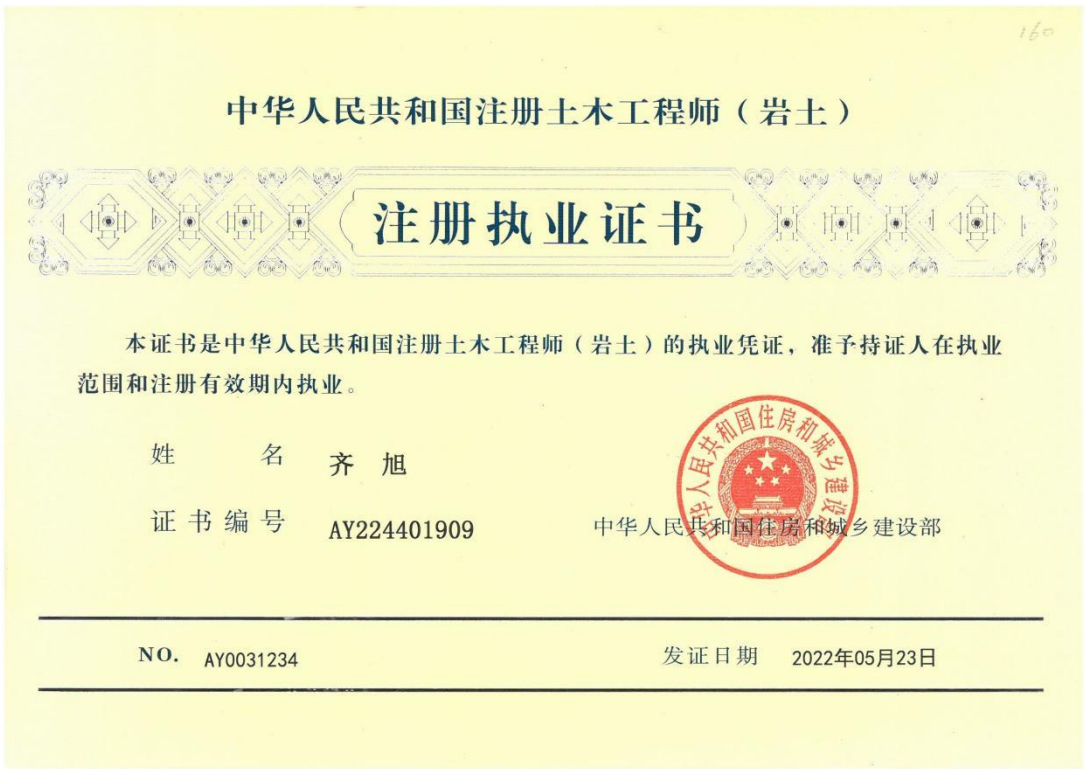 160
中华人民共和国注册土木工程师（岩土）
注册执业证书
本证书是中华人民共和国注册土木工程师（岩土）的执业凭证，准予持证人在执业
范围和注册有效期内执业。
姓 名 齐 旭
证书编号 AY224401909
中华人民共和国住房和城乡建设部
中华人民共和国住房和城乡建设部
NO. AY0031234
发证日期 2022年05月23日